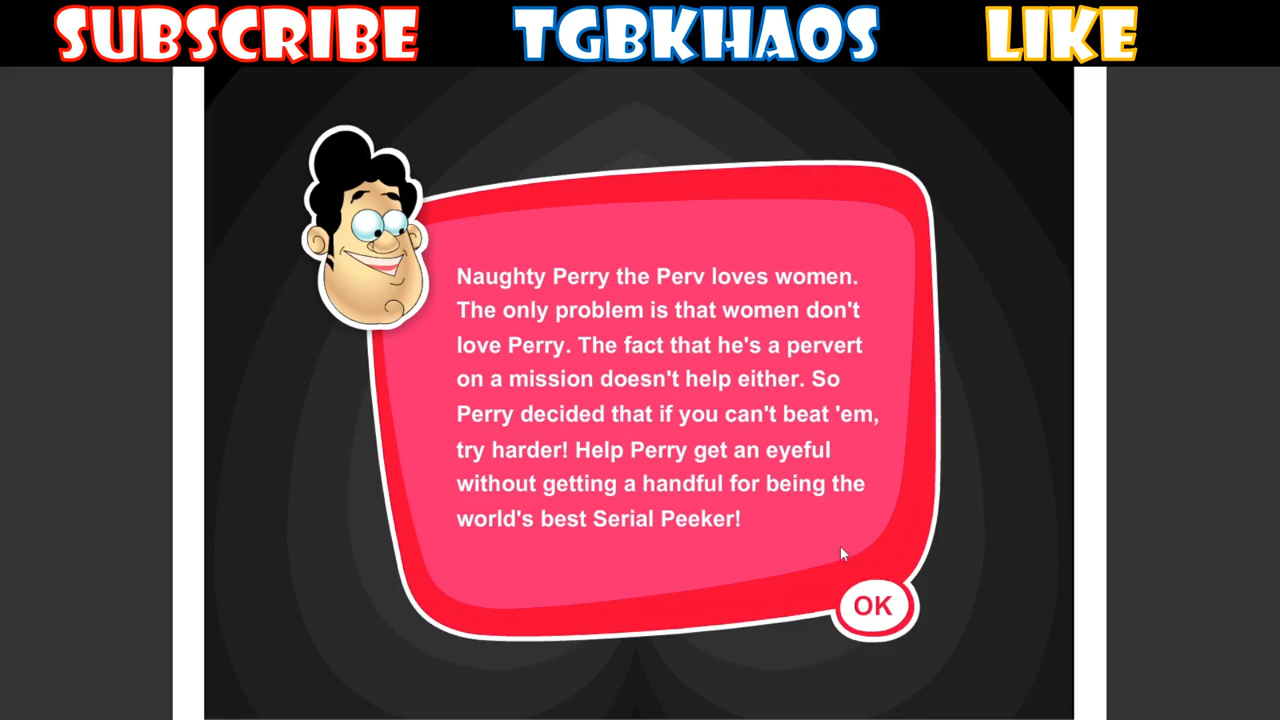 SUBSCRIBE TGBKHAOS LIKE
Naughty Perry the Perv loves women.
The only problem is that women don't
love Perry. The fact that he's a pervert
on a mission doesn't help either. So
Perry decided that if you can't beat 'em,
try harder! Help Perry get an eyeful
without getting a handful for being the
world's best Serial Peeker!
OK